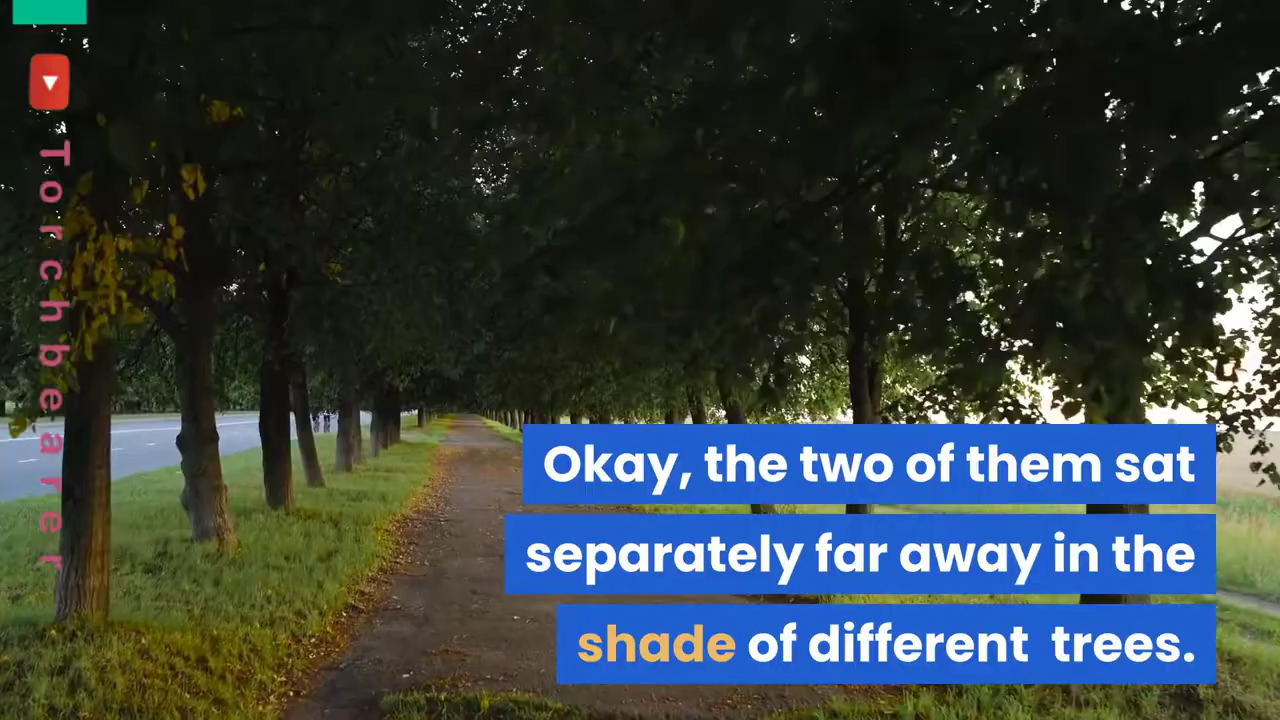 Torchbearer
Okay, the two of them sat
separately far away in the
shade of different trees.